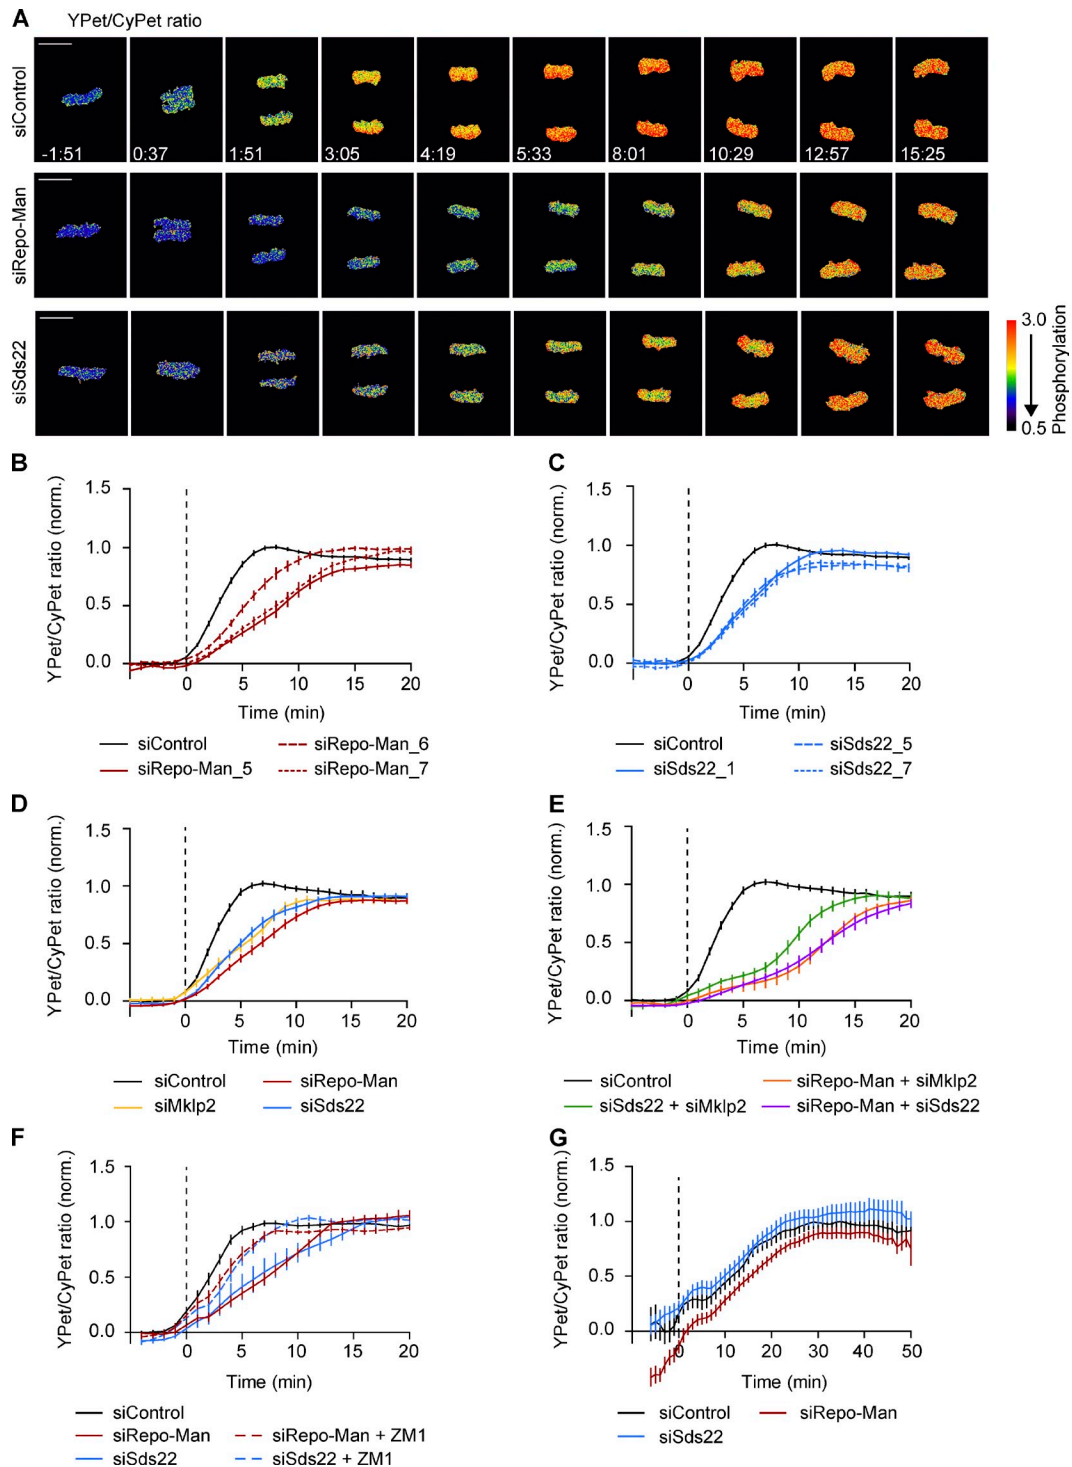 A YPet/CyPet ratio
siControl
-1:51 0:37 1:51 3:05 4:19 5:33 8:01 10:29 12:57 15:25
siRepo-Man
siSds22
3.0
0.5
Phosphorylation
B
YPet/CyPet ratio (norm.)
1.5
1.0
0.5
0.0
0 5 10 15 20
Time (min)
siControl
siRepo-Man_5
siRepo-Man_6
siRepo-Man_7
C
YPet/CyPet ratio (norm.)
1.5
1.0
0.5
0.0
0 5 10 15 20
Time (min)
siControl
siSds22_1
siSds22_5
siSds22_7
D
YPet/CyPet ratio (norm.)
1.5
1.0
0.5
0.0
0 5 10 15 20
Time (min)
siControl
siMklp2
siRepo-Man
siSds22
E
YPet/CyPet ratio (norm.)
1.5
1.0
0.5
0.0
0 5 10 15 20
Time (min)
siControl
siSds22 + siMklp2
siRepo-Man + siMklp2
siRepo-Man + siSds22
F
YPet/CyPet ratio (norm.)
1.5
1.0
0.5
0.0
0 5 10 15 20
Time (min)
siControl
siRepo-Man
siSds22
siRepo-Man + ZM1
siSds22 + ZM1
G
YPet/CyPet ratio (norm.)
1.5
1.0
0.5
0.0
0 10 20 30 40 50
Time (min)
siControl
siSds22
siRepo-Man